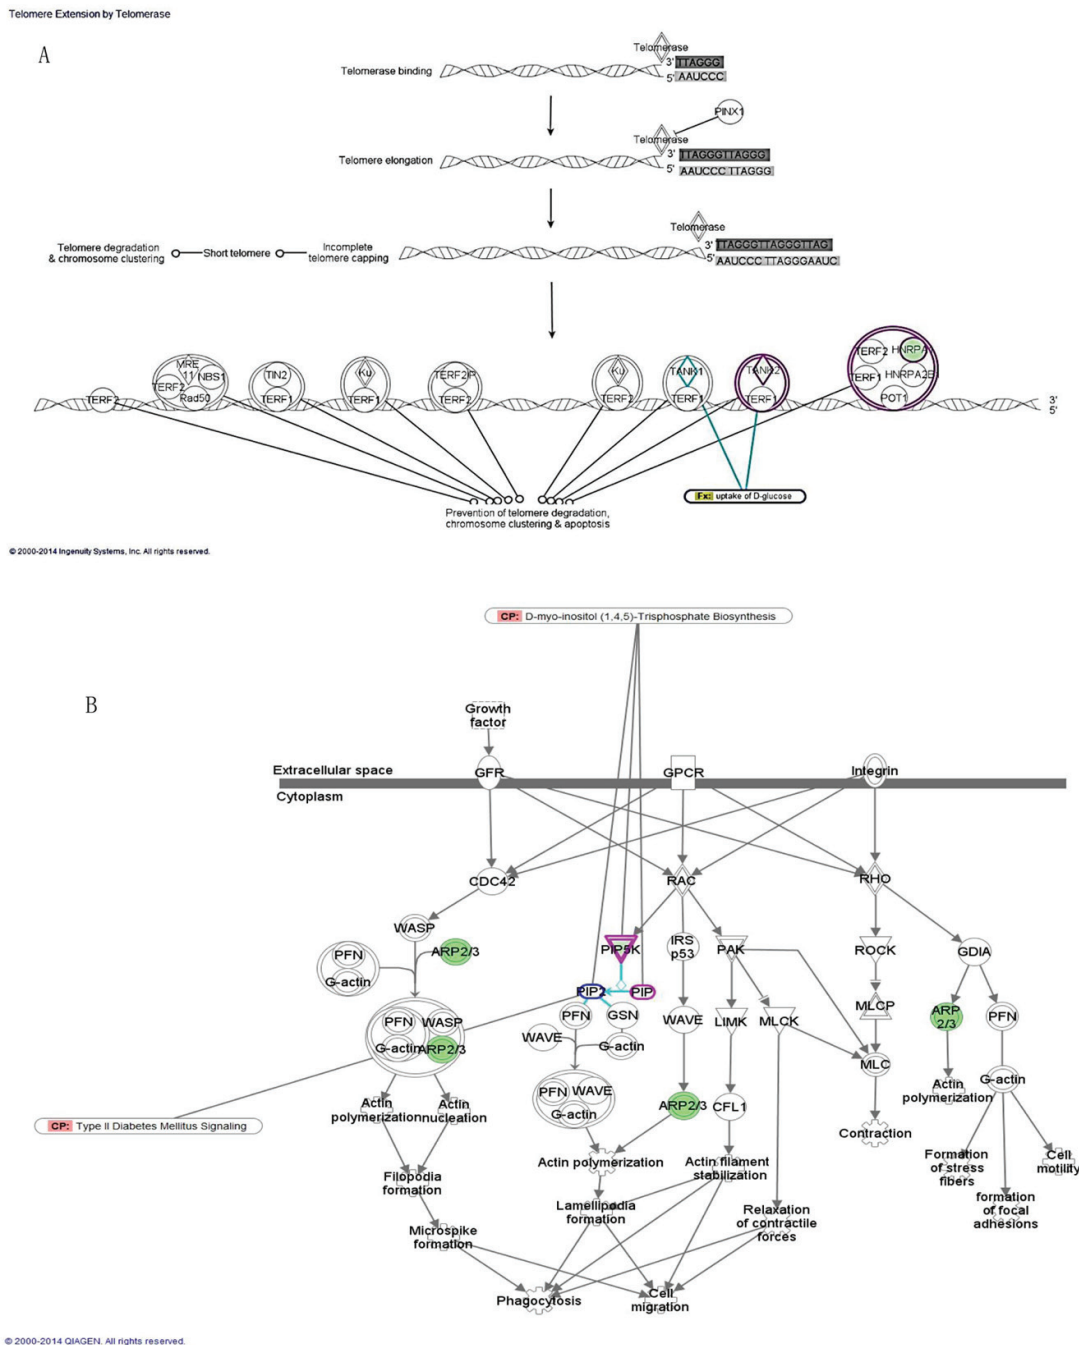 Telomere Extension by Telomerase
A
Telomerase
Telomerase binding
3' TTAGGG
5' AAUCCC
PINX1
Telomerase
Telomere elongation
3' TTAGGGTTAGGG
5' AAUCCC TTAGGG
Telomerase
Telomere degradation
& chromosome clustering
Short telomere
Incomplete
telomere capping
3' TTAGGGTTAGGGTTAG
5' AAUCCC TTAGGGAAUC
MRE
11
TERF2
NBS1
Rad50
TIN2
TERF1
Ku
TERF1
TERF2IP
TERF2
Ku
TERF2
TANK1
TERF1
TANK2
TERF1
TERF2
HNRPA
TERF1
HNRPA2B
POT1
TERF2
3'
5'
Fx: uptake of D-glucose
Prevention of telomere degradation,
chromosome clustering & apoptosis
© 2000-2014 Ingenuity Systems, Inc. All rights reserved.
CP: D-myo-inositol (1,4,5)-Trisphosphate Biosynthesis
B
Growth
factor
Extracellular space
GFR
GPCR
Integrin
Cytoplasm
CDC42
RAC
RHO
WASP
ARP2/3
PFN
G-actin
PIP5K
IRS
p53
PAK
ROCK
GDIA
PIP2
PIP
PFN
GSN
WAVE
LIMK
MLCK
MLCP
ARP
2/3
PFN
PFN
WASP
G-actin
ARP2/3
WAVE
G-actin
MLC
G-actin
PFN
WAVE
G-actin
ARP2/3
CFL1
Actin
polymerization
Actin
polymerization
Actin
nucleation
CP: Type II Diabetes Mellitus Signaling
Contraction
Actin polymerization
Actin filament
stabilization
Formation
of stress
fibers
Cell
motility
Filopodia
formation
Lamellipodia
formation
Relaxation
of contractile
forces
formation
of focal
adhesions
Microspike
formation
Phagocytosis
Cell
migration
© 2000-2014 QIAGEN. All rights reserved.